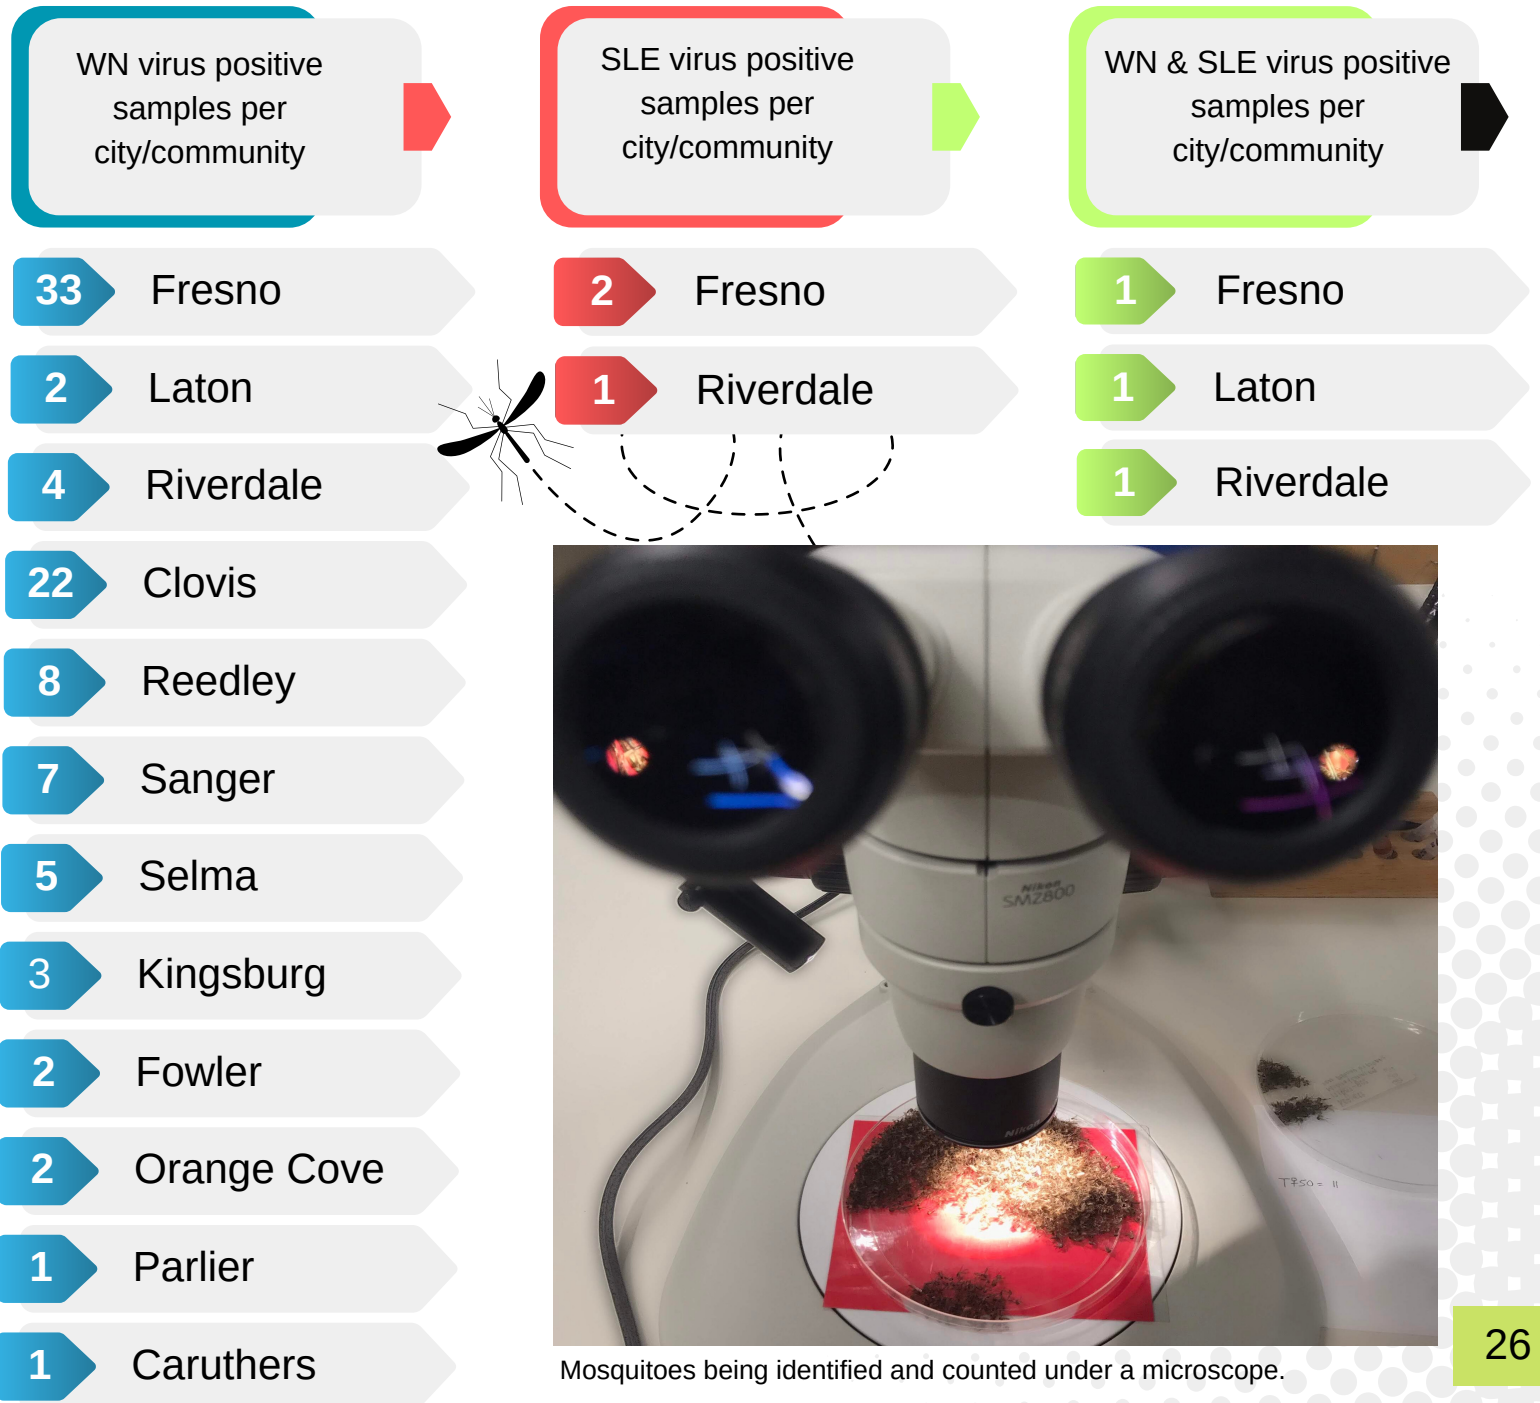 WN virus positive
samples per
city/community
33 Fresno
2 Laton
4 Riverdale
22 Clovis
8 Reedley
7 Sanger
5 Selma
3 Kingsburg
2 Fowler
2 Orange Cove
1 Parlier
1 Caruthers
SLE virus positive
samples per
city/community
2 Fresno
1 Riverdale
WN & SLE virus positive
samples per
city/community
1 Fresno
1 Laton
1 Riverdale
Nikon
SMZ800
Nikon
Mosquitoes being identified and counted under a microscope.
26